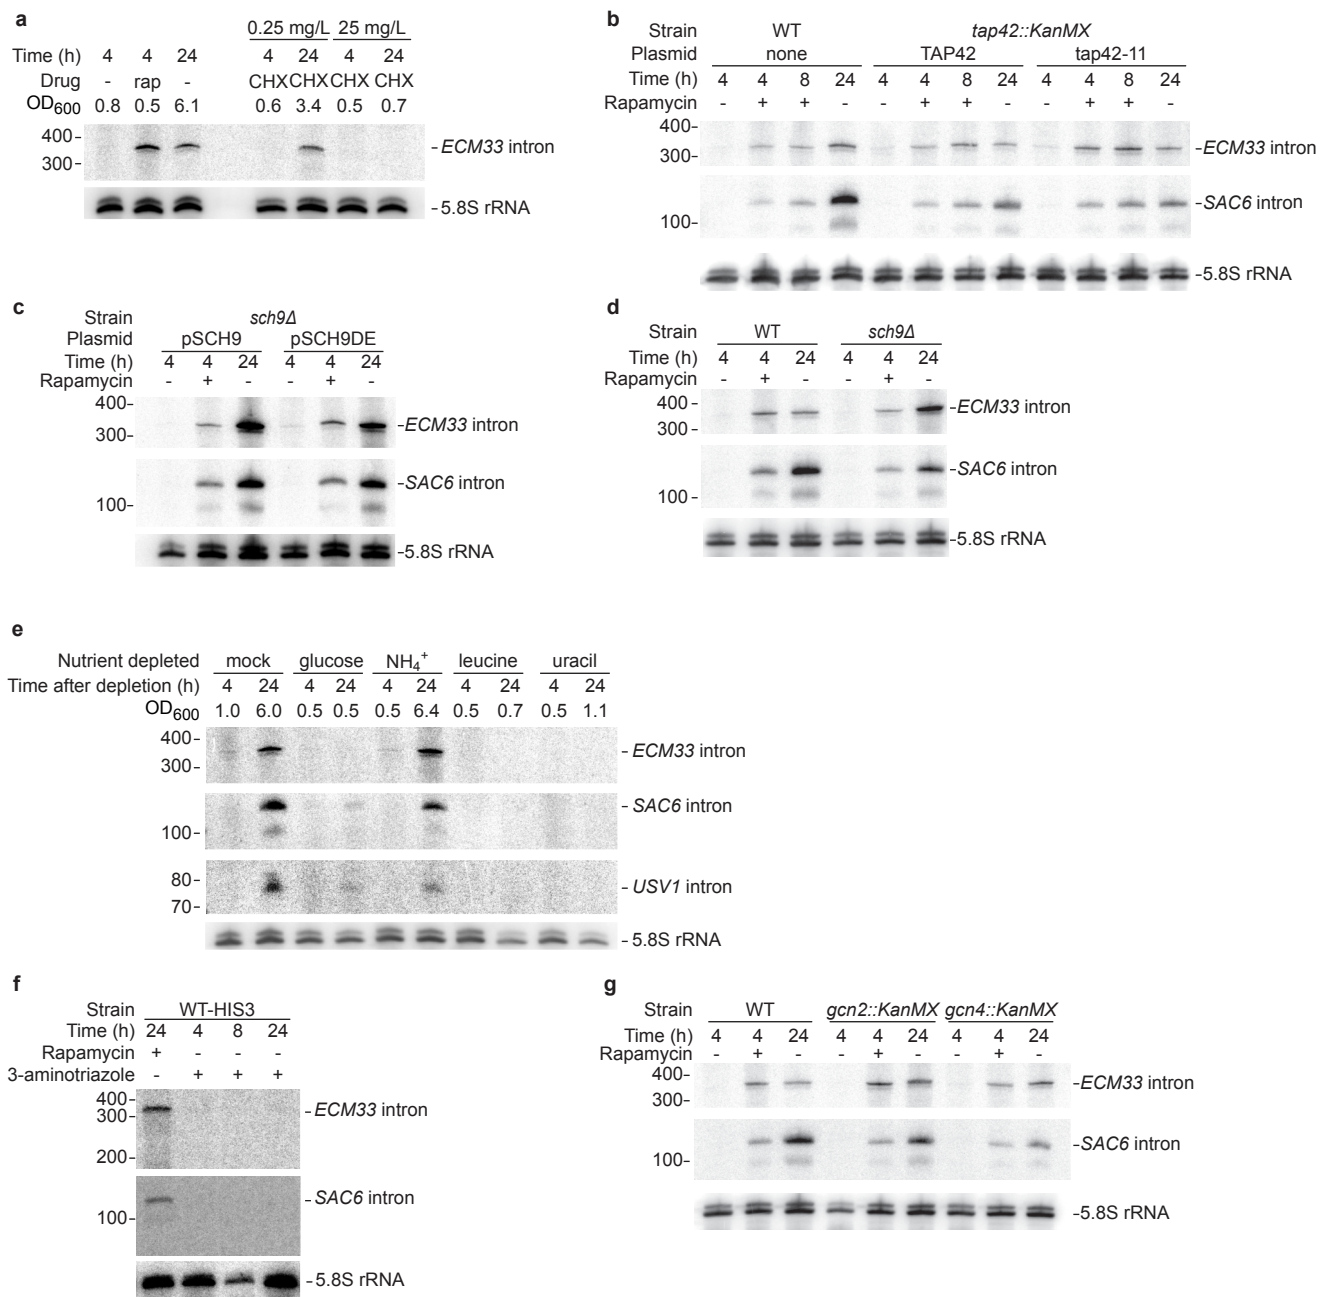 a
0.25 mg/L 25 mg/L
Time (h) 4 4 24 4 24 4 24
Drug - rap - CHX CHX CHX CHX
OD600 0.8 0.5 6.1 0.6 3.4 0.5 0.7
400-
300-
-ECM33 intron
-5.8S rRNA
b
Strain WT tap42::KanMX
Plasmid none TAP42 tap42-11
Time (h) 4 4 8 24 4 4 8 24 4 4 8 24
Rapamycin - + + - - + + - - + + -
400-
300-
-ECM33 intron
-SAC6 intron
100-
-5.8S rRNA
c
Strain sch9Δ
Plasmid pSCH9 pSCH9DE
Time (h) 4 4 24 4 4 24
Rapamycin - + - - + -
400-
300-
-ECM33 intron
-SAC6 intron
100-
-5.8S rRNA
d
Strain WT sch9Δ
Time (h) 4 4 24 4 4 24
Rapamycin - + - - + -
400-
300-
-ECM33 intron
-SAC6 intron
100-
-5.8S rRNA
e
Nutrient depleted mock glucose NH4+ leucine uracil
Time after depletion (h) 4 24 4 24 4 24 4 24 4 24
OD600 1.0 6.0 0.5 0.5 0.5 6.4 0.5 0.7 0.5 1.1
400-
300-
-ECM33 intron
-SAC6 intron
100-
80-
70-
-USV1 intron
-5.8S rRNA
f
Strain WT-HIS3
Time (h) 24 4 8 24
Rapamycin + - - -
3-aminotriazole - + + +
400-
300-
200-
-ECM33 intron
-SAC6 intron
100-
-5.8S rRNA
g
Strain WT gcn2::KanMX gcn4::KanMX
Time (h) 4 4 24 4 4 24 4 4 24
Rapamycin - + - - + - - + -
400-
300-
-ECM33 intron
-SAC6 intron
100-
-5.8S rRNA